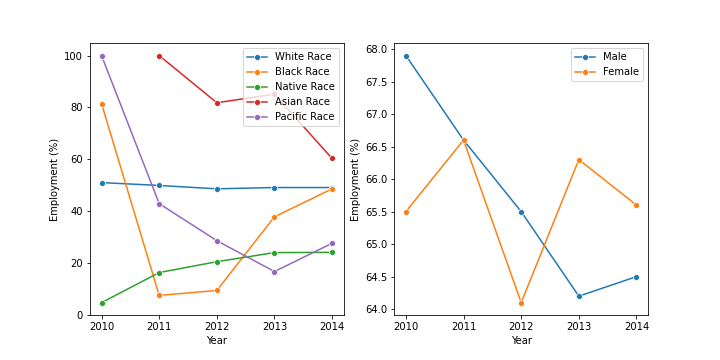 100
80
60
40
20
0
Employment (%)
2010 2011 2012 2013 2014
Year
White Race
Black Race
Native Race
Asian Race
Pacific Race
68.0
67.5
67.0
66.5
66.0
65.5
65.0
64.5
64.0
Employment (%)
2010 2011 2012 2013 2014
Year
Male
Female